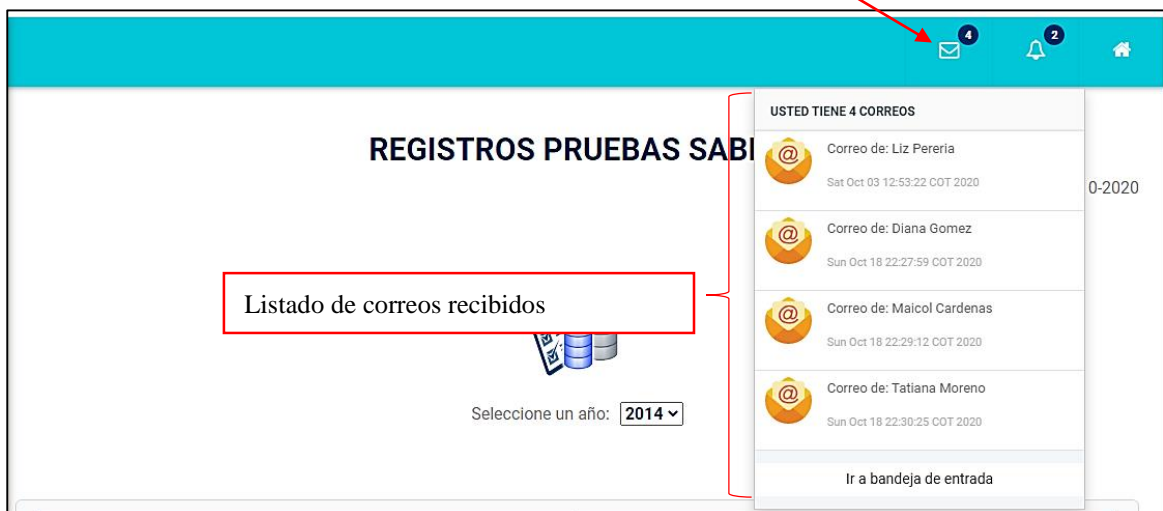 4
2
USTED TIENE 4 CORREOS
REGISTROS PRUEBAS SAB
Correo de: Liz Pereria
Sat Oct 03 12:53:22 COT 2020
0-2020
Correo de: Diana Gomez
Sun Oct 18 22:27:59 COT 2020
Listado de correos recibidos
Correo de: Maicol Cardenas
Sun Oct 18 22:29:12 COT 2020
Correo de: Tatiana Moreno
Sun Oct 18 22:30:25 COT 2020
Seleccione un año: 2014
Ir a bandeja de entrada